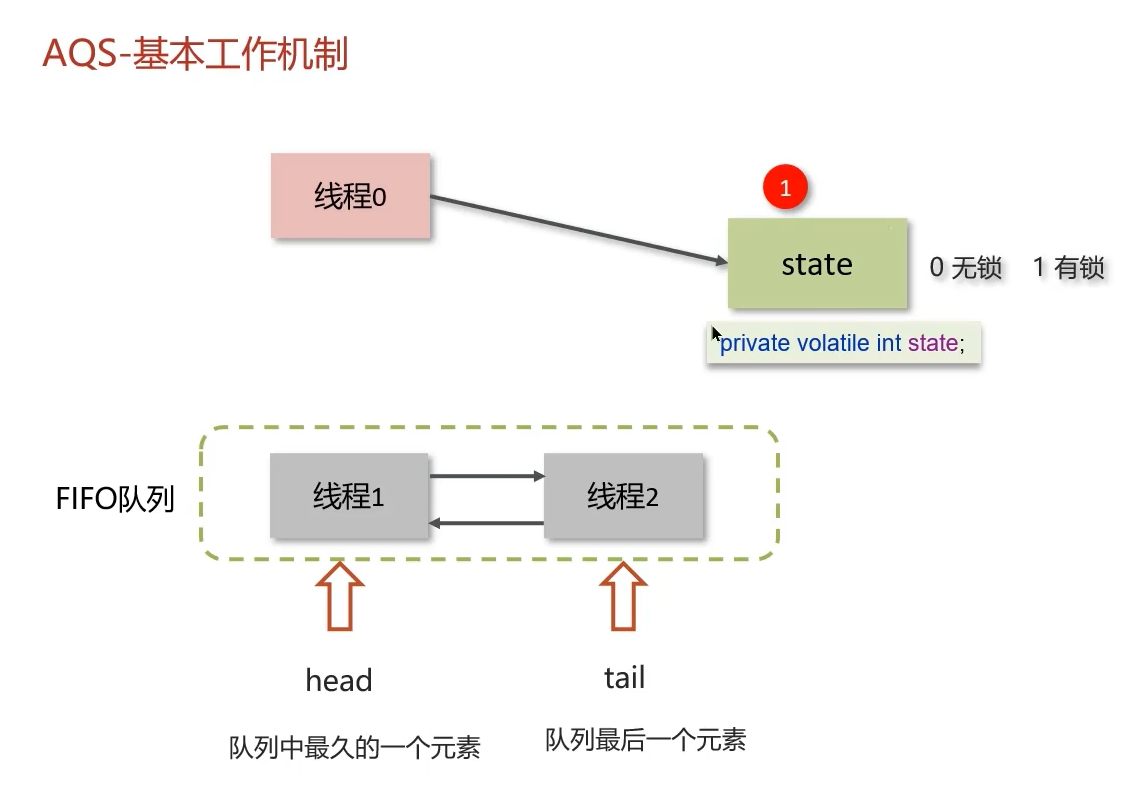 AQS-基本工作机制
线程0
1
state
0 无锁 1 有锁
private volatile int state;
FIFO队列
线程1
线程2
head
tail
队列中最久的一个元素
队列最后一个元素